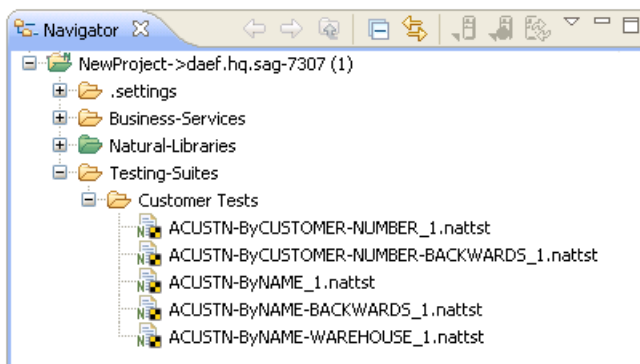 Navigator
NewProject->daef.hq.sag-7307 (1)
.settings
Business-Services
Natural-Libraries
Testing-Suites
Customer Tests
ACUSTN-ByCUSTOMER-NUMBER_1.nattst
ACUSTN-ByCUSTOMER-NUMBER-BACKWARDS_1.nattst
ACUSTN-ByNAME_1.nattst
ACUSTN-ByNAME-BACKWARDS_1.nattst
ACUSTN-ByNAME-WAREHOUSE_1.nattst